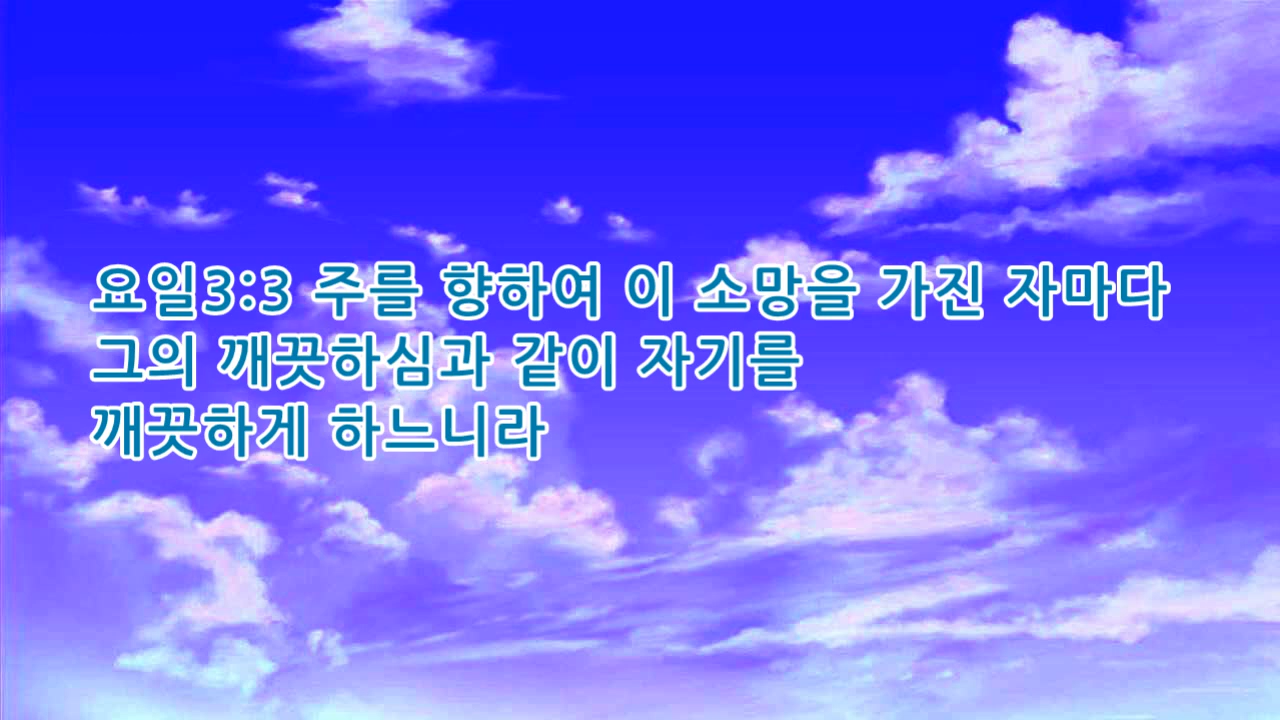 요일3:3 주를 향하여 이 소망을 가진 자마다
그의 깨끗하심과 같이 자기를
깨끗하게 하느니라